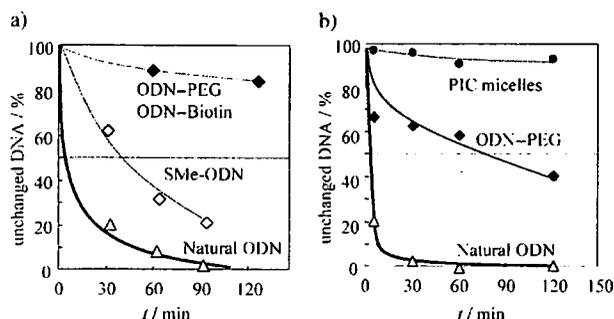 a)
unchanged DNA / %
100
80
60
40
20
0
ODN–PEG
ODN–Biotin
SMe-ODN
Natural ODN
0 30 60 90 120
t / min
b)
unchanged DNA / %
100
80
60
40
20
0
PIC micelles
ODN–PEG
Natural ODN
0 30 60 90 120 150
t / min